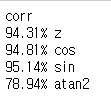 corr
94.31% z
94.81% cos
95.14% sin
78.94% atan2